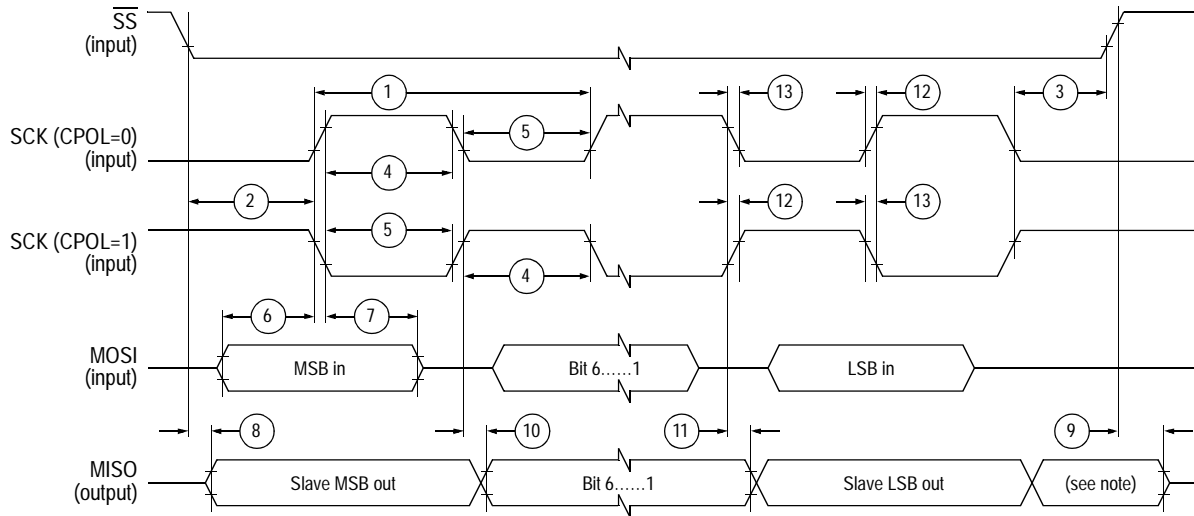 SS
(input)
1
13
12
3
SCK (CPOL=0)
(input)
5
4
2
12
13
SCK (CPOL=1)
(input)
5
4
6
7
MOSI
(input)
MSB in
Bit 6......1
LSB in
8
10
11
9
MISO
(output)
Slave MSB out
Bit 6......1
Slave LSB out
(see note)